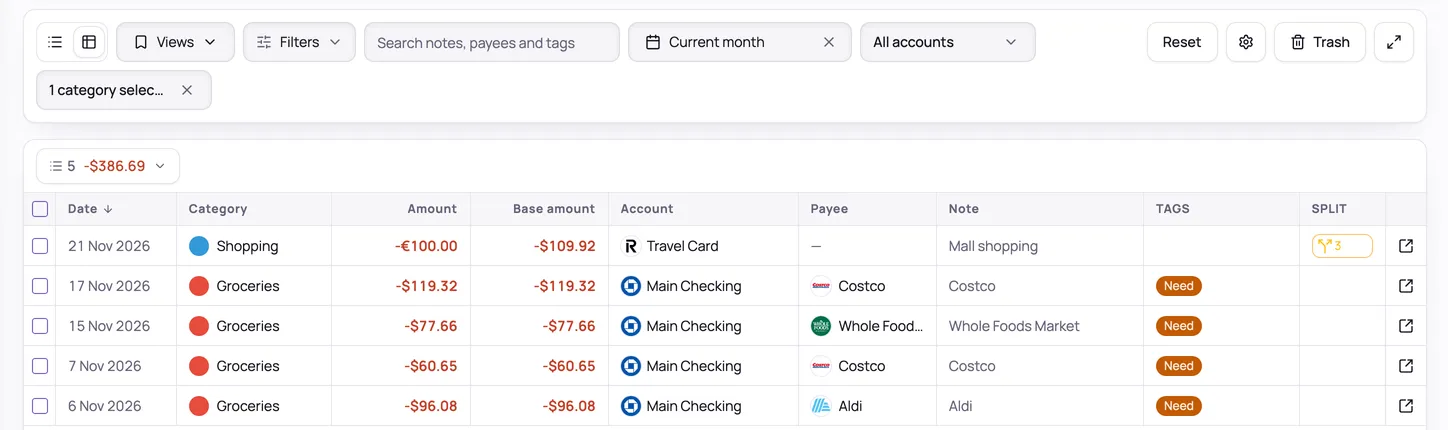 Views Filters Search notes, payees and tags Current month All accounts Reset Trash
1 category selec...
5 -$386.69
Date Category Amount Base amount Account Payee Note TAGS SPLIT
21 Nov 2026 Shopping -€100.00 -$109.92 Travel Card — Mall shopping 3
17 Nov 2026 Groceries -$119.32 -$119.32 Main Checking Costco Costco Need
15 Nov 2026 Groceries -$77.66 -$77.66 Main Checking Whole Food... Whole Foods Market Need
7 Nov 2026 Groceries -$60.65 -$60.65 Main Checking Costco Costco Need
6 Nov 2026 Groceries -$96.08 -$96.08 Main Checking Aldi Aldi Need